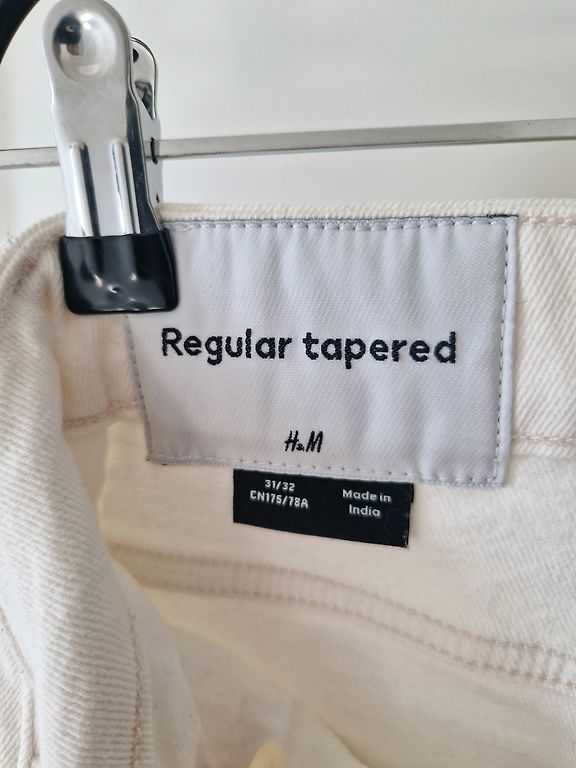 Regular tapered
H&M
31/32
CN175/78A
Made in
India